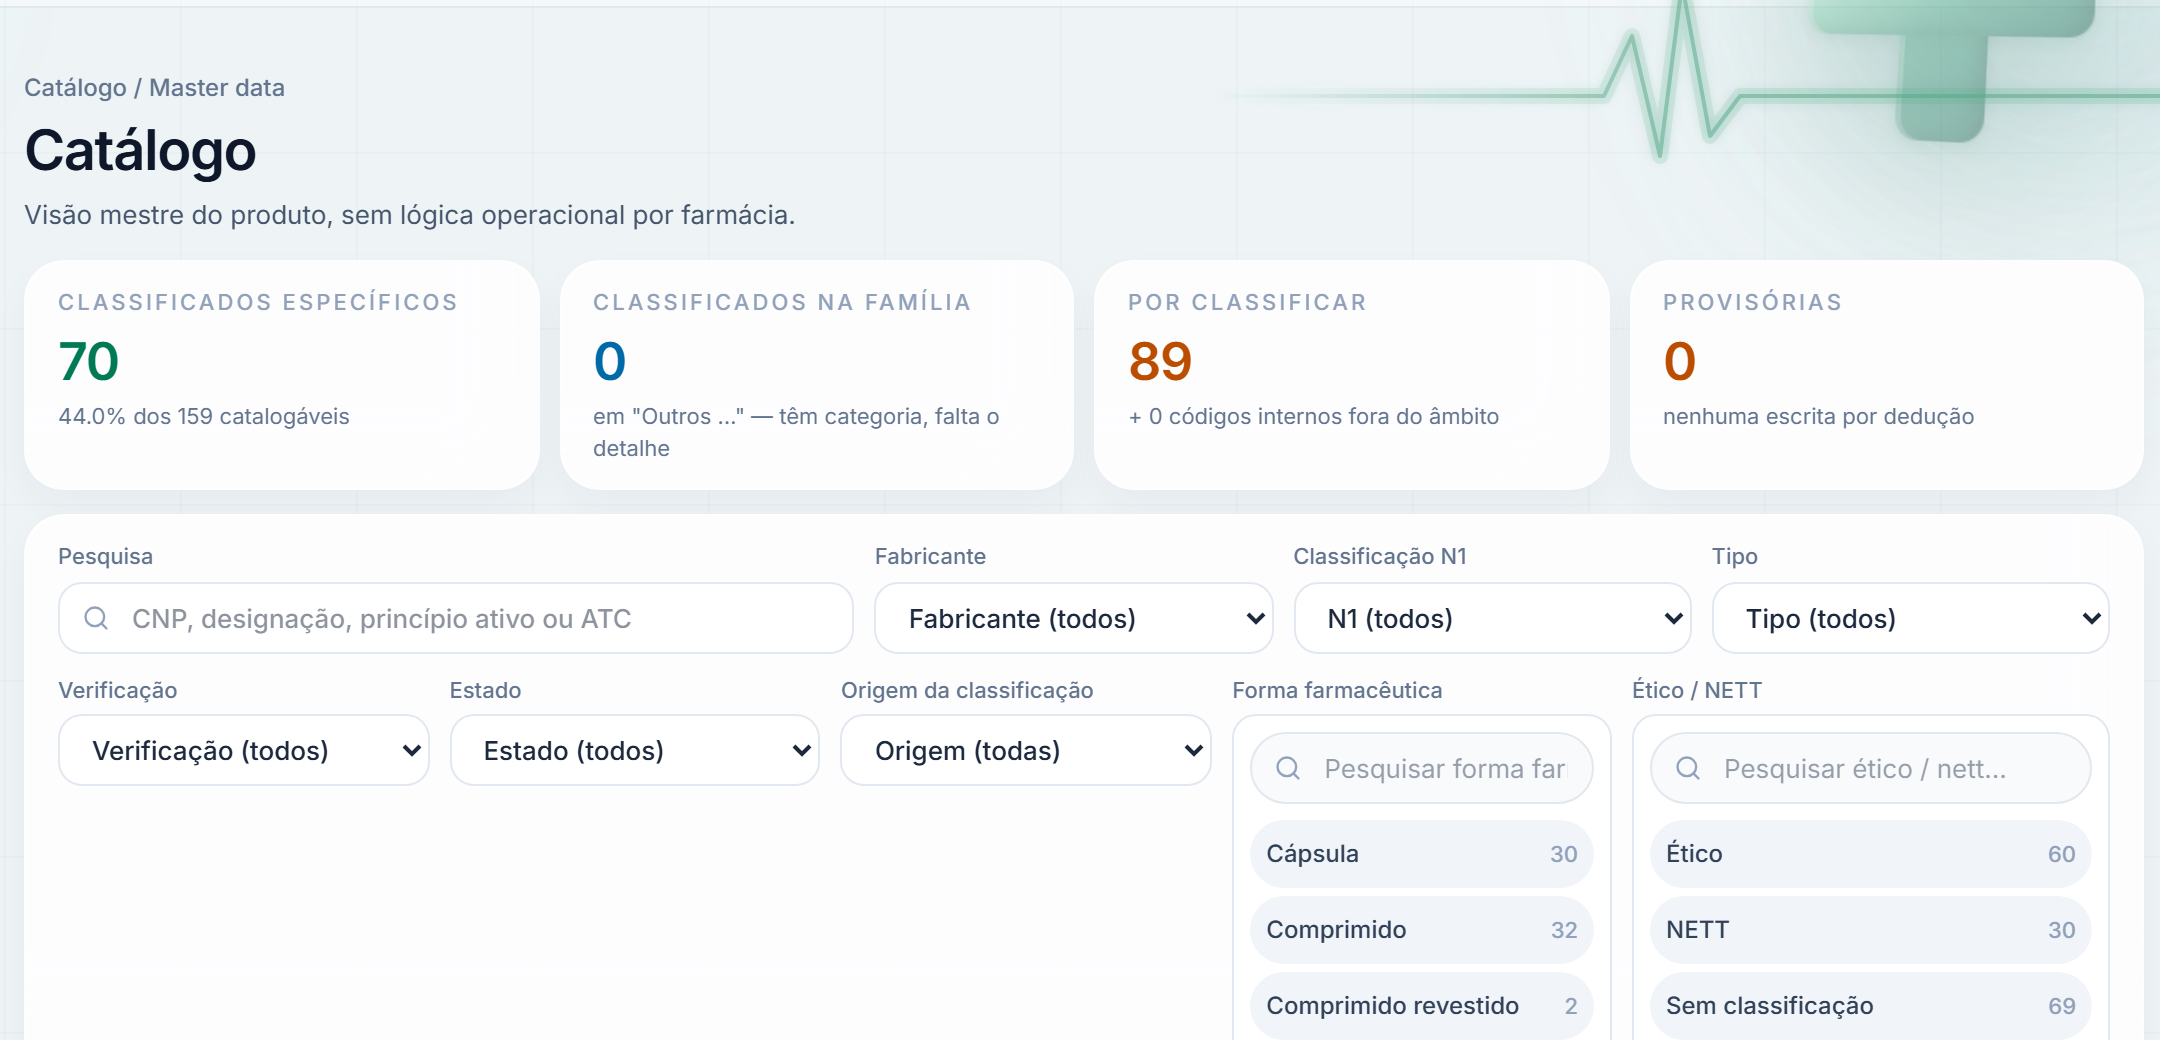 Catálogo / Master data
Catálogo
Visão mestre do produto, sem lógica operacional por farmácia.
CLASSIFICADOS ESPECÍFICOS
70
44.0% dos 159 catalogáveis
CLASSIFICADOS NA FAMÍLIA
0
em "Outros ..." — têm categoria, falta o
detalhe
POR CLASSIFICAR
89
+ 0 códigos internos fora do âmbito
PROVISÓRIAS
0
nenhuma escrita por dedução
Pesquisa
CNP, designação, princípio ativo ou ATC
Fabricante
Fabricante (todos)
Classificação N1
N1 (todos)
Tipo
Tipo (todos)
Verificação
Verificação (todos)
Estado
Estado (todos)
Origem da classificação
Origem (todas)
Forma farmacêutica
Pesquisar forma far
Cápsula 30
Comprimido 32
Comprimido revestido 2
Ético / NETT
Pesquisar ético / nett...
Ético 60
NETT 30
Sem classificação 69